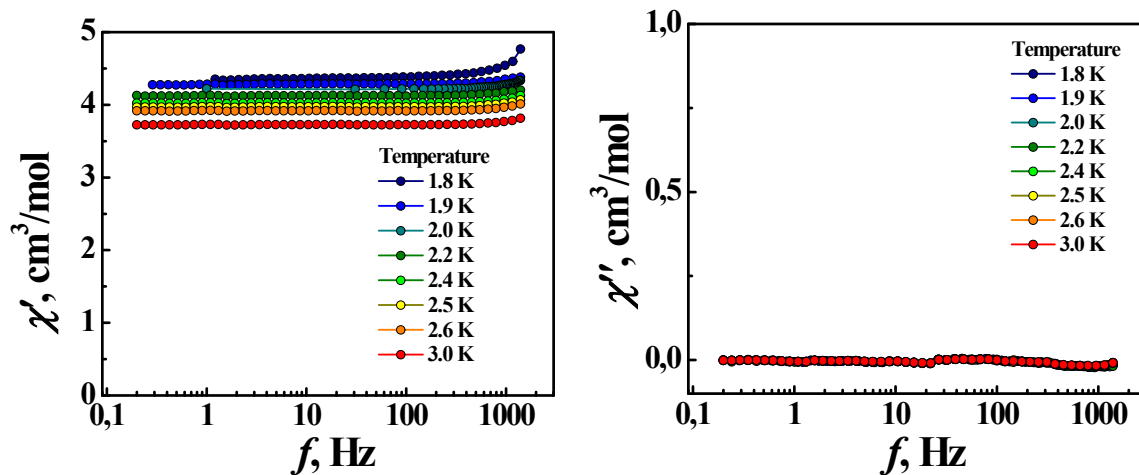 5
4
3
2
1
0
χ′, cm³/mol
Temperature
1.8 K
1.9 K
2.0 K
2.2 K
2.4 K
2.5 K
2.6 K
3.0 K
0,1 1 10 100 1000
f, Hz
1,0
0,5
0,0
χ″, cm³/mol
Temperature
1.8 K
1.9 K
2.0 K
2.2 K
2.4 K
2.5 K
2.6 K
3.0 K
0,1 1 10 100 1000
f, Hz